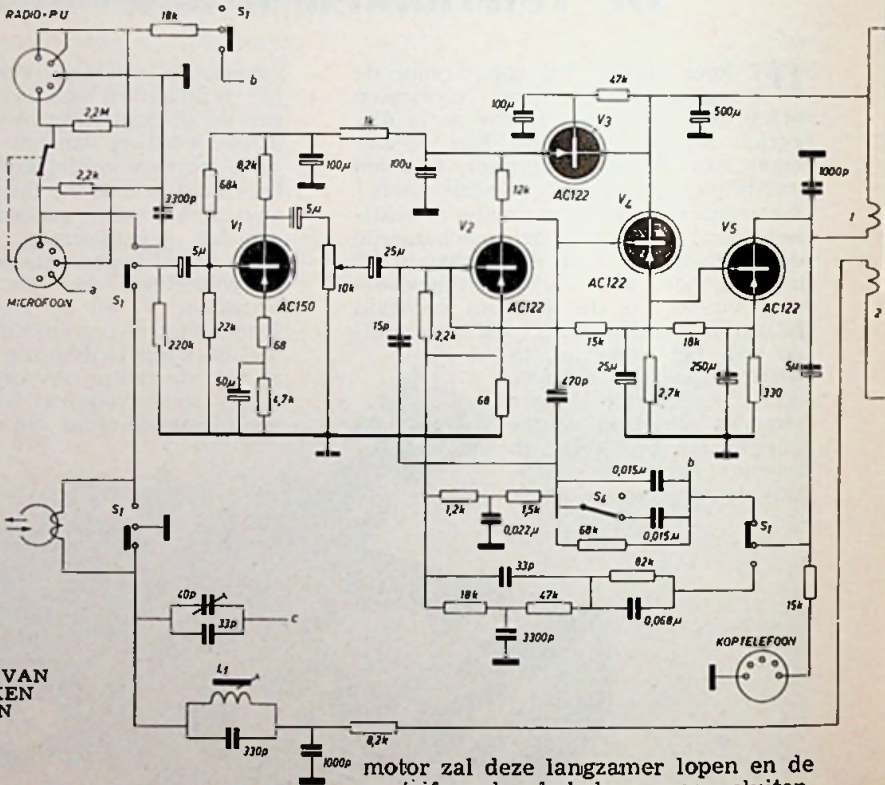 RADIO-PU
18k
S1
b
2,2M
2,2k
3300p
MICROFOON
a
S1
5µ
220k
68k
22k
8,2k
V1
AC150
68
50µ
4,7k
5µ
100µ
1k
10k
25µ
100µ
15p
2,2k
12k
V2
AC122
68
470p
100µ
47k
V3
AC122
V4
AC122
V5
AC122
500µ
1000p
1
2
15k
18k
25µ
2,7k
250µ
330
5µ
1,2k
1,5k
0,022µ
0,015µ
b
S4
0,015µ
68k
S1
33p
82k
18k
47k
0,068µ
3300p
15k
KOPTELEFOON
S1
40p
33p
c
L1
330p
1000p
8,2k
VAN
KEN
N
motor zal deze langzamer lopen en de